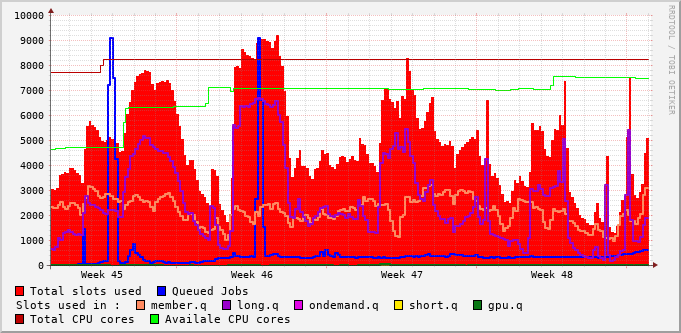 10000
9000
8000
7000
6000
5000
4000
3000
2000
1000
0
Week 45 Week 46 Week 47 Week 48
RRDTOOL / TOBI OETIKER
Total slots used Queued Jobs
Slots used in : member.q long.q ondemand.q short.q gpu.q
Total CPU cores Availale CPU cores